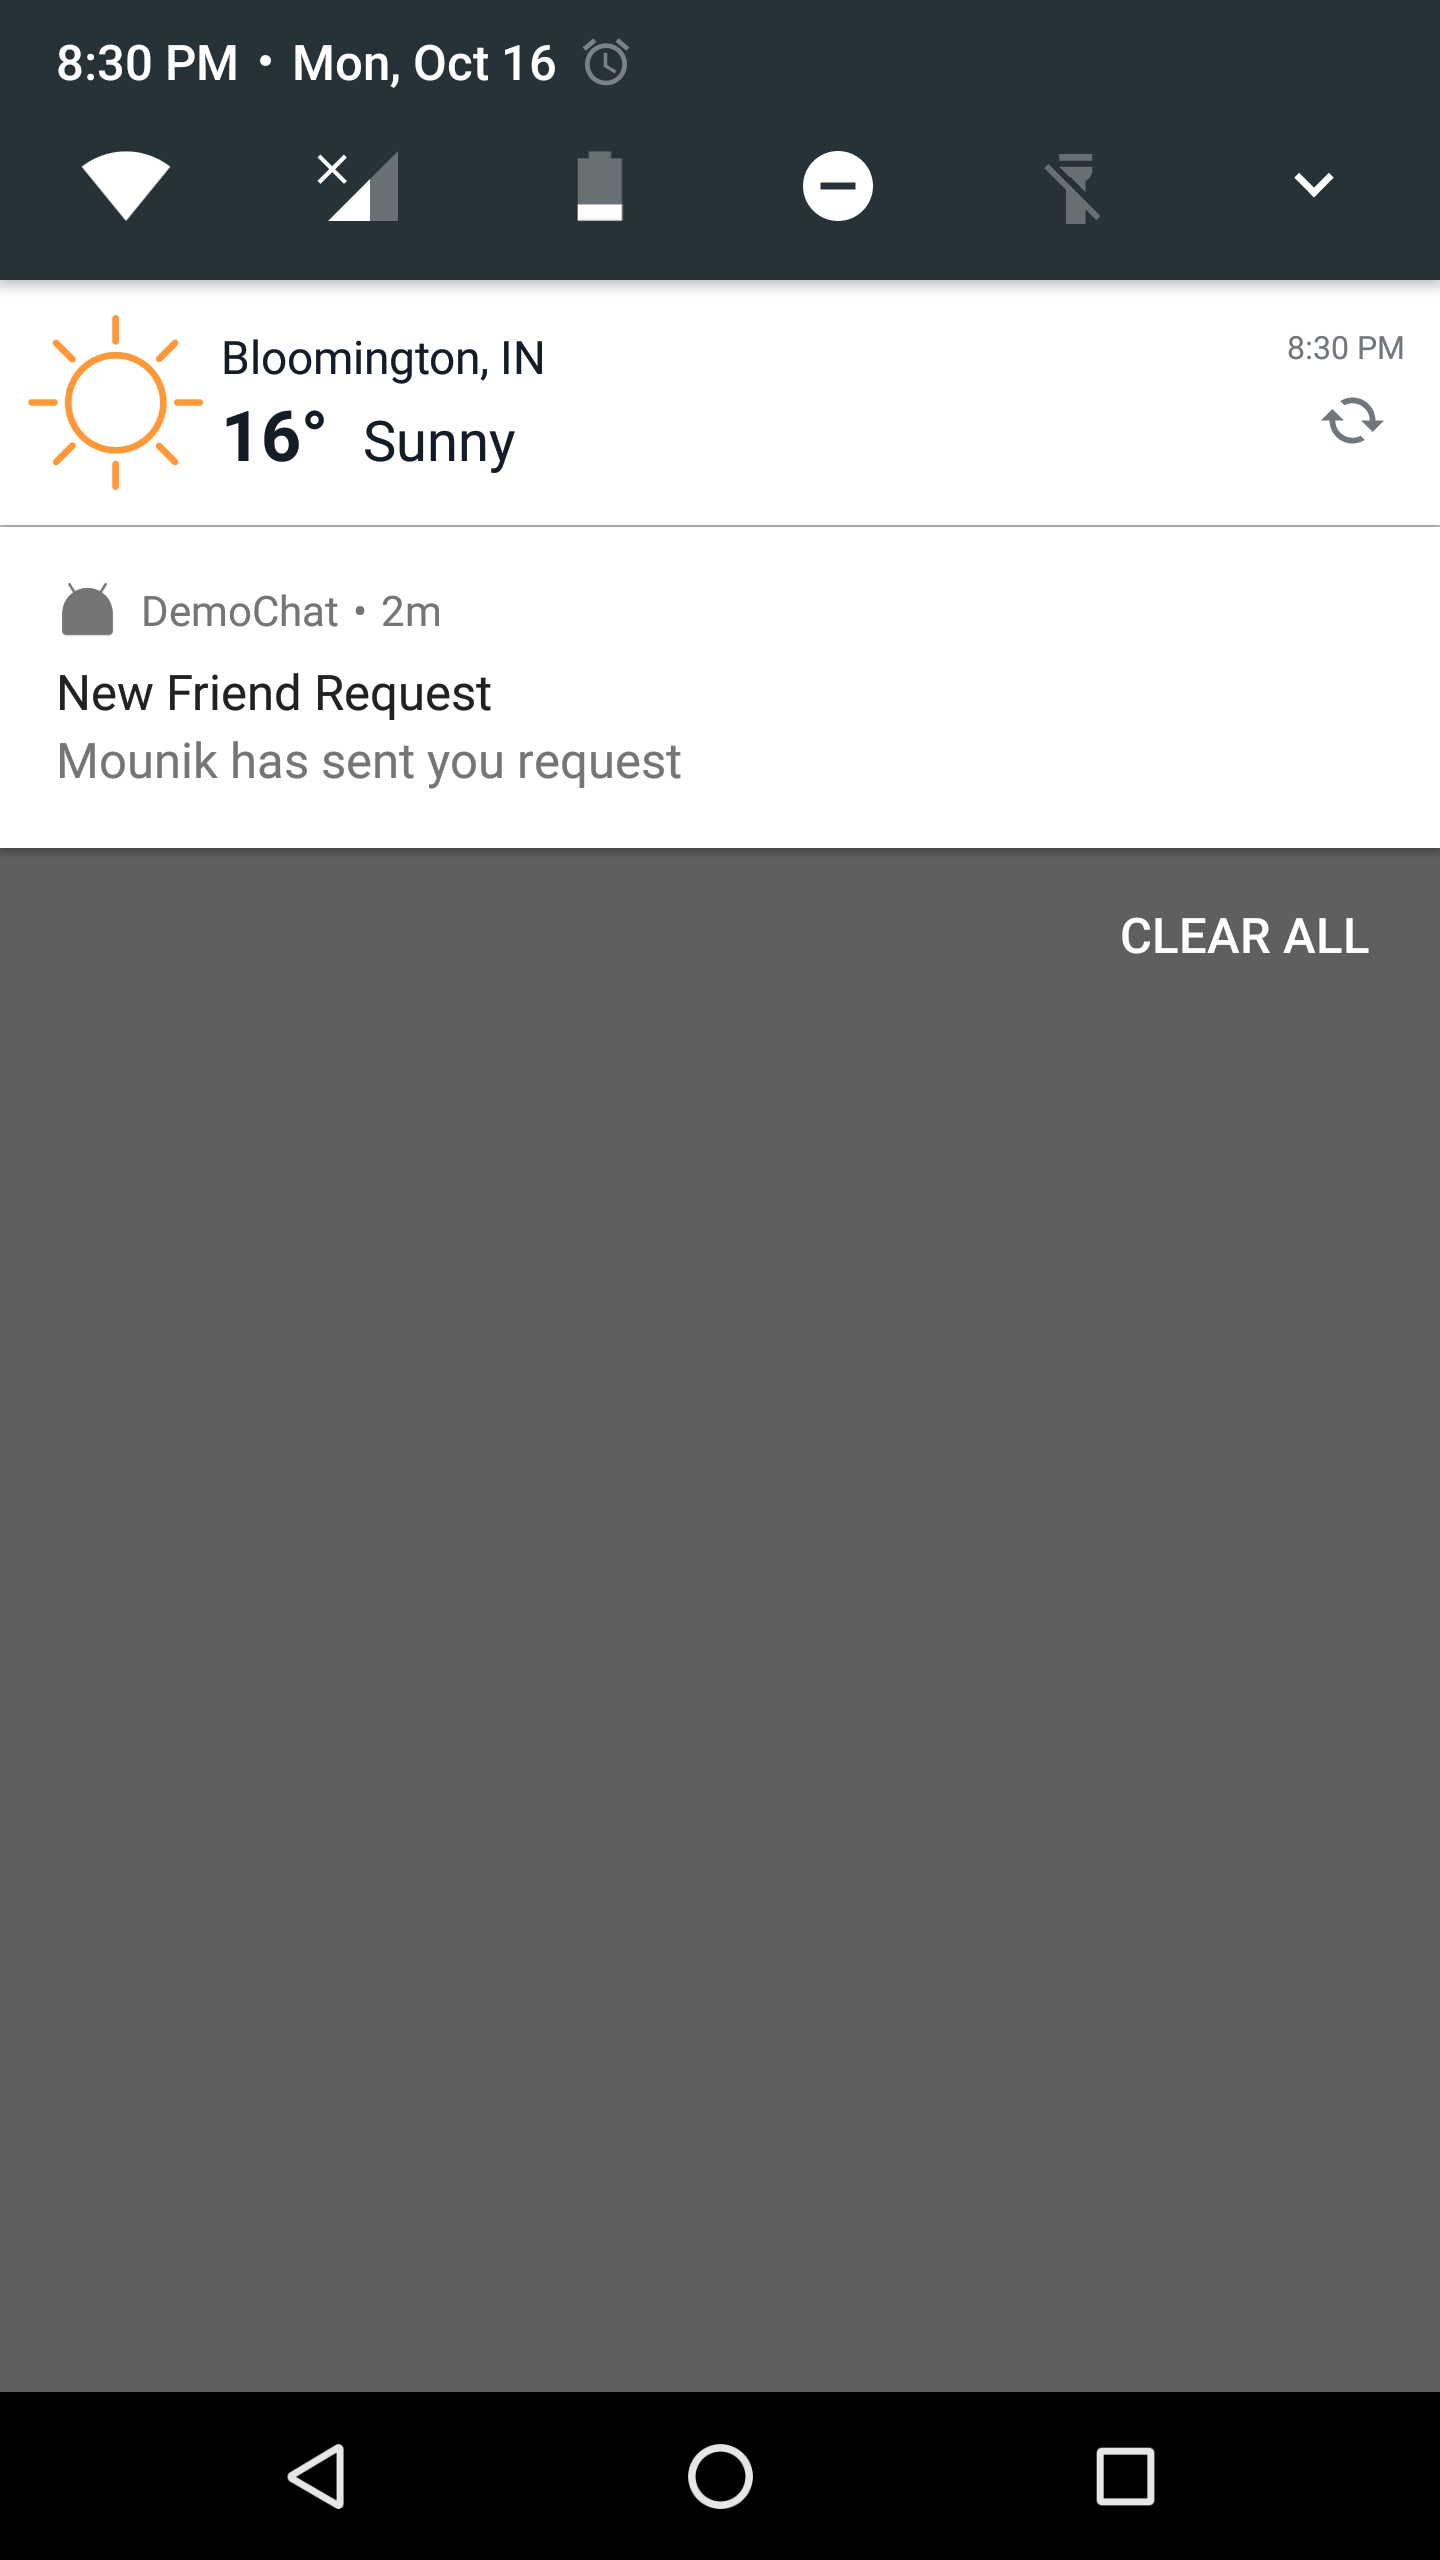 8:30 PM • Mon, Oct 16
Bloomington, IN
8:30 PM
16° Sunny
DemoChat • 2m
New Friend Request
Mounik has sent you request
CLEAR ALL